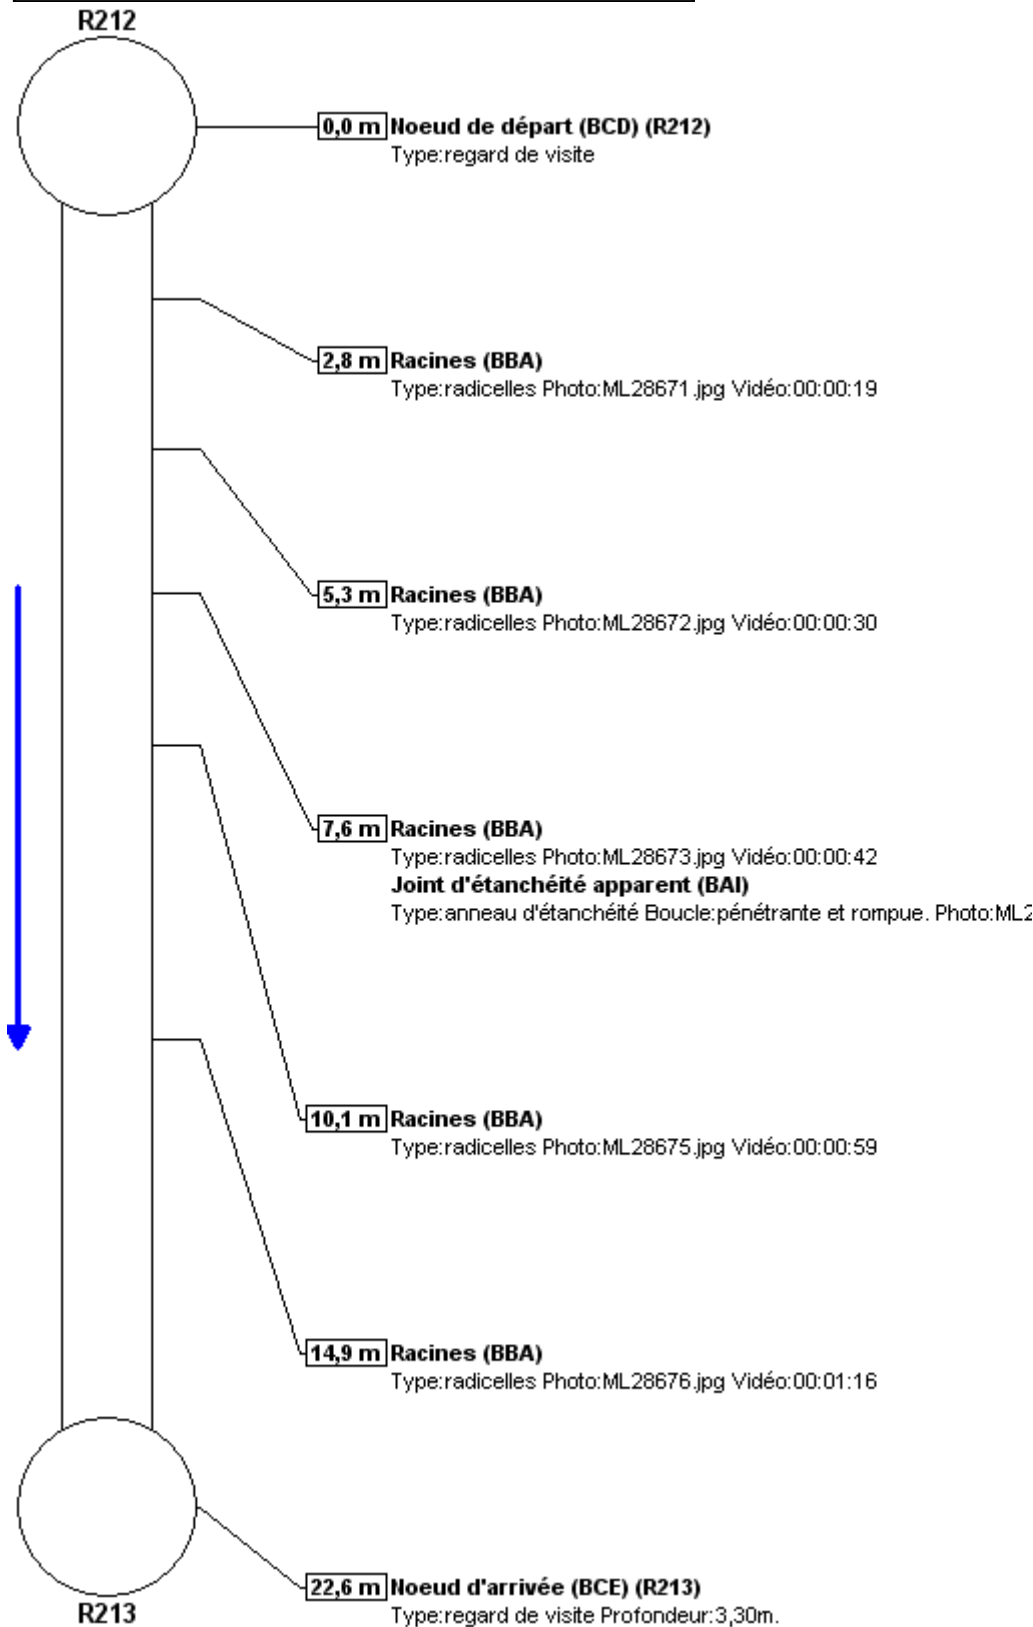 R212
0,0 m Noeud de départ (BCD) (R212)
Type:regard de visite
2,8 m Racines (BBA)
Type:radicelles Photo:ML28671.jpg Vidéo:00:00:19
5,3 m Racines (BBA)
Type:radicelles Photo:ML28672.jpg Vidéo:00:00:30
7,6 m Racines (BBA)
Type:radicelles Photo:ML28673.jpg Vidéo:00:00:42
Joint d'étanchéité apparent (BAI)
Type:anneau d'étanchéité Boucle:pénétrante et rompue. Photo:ML2
10,1 m Racines (BBA)
Type:radicelles Photo:ML28675.jpg Vidéo:00:00:59
14,9 m Racines (BBA)
Type:radicelles Photo:ML28676.jpg Vidéo:00:01:16
22,6 m Noeud d'arrivée (BCE) (R213)
R213
Type:regard de visite Profondeur:3,30m.